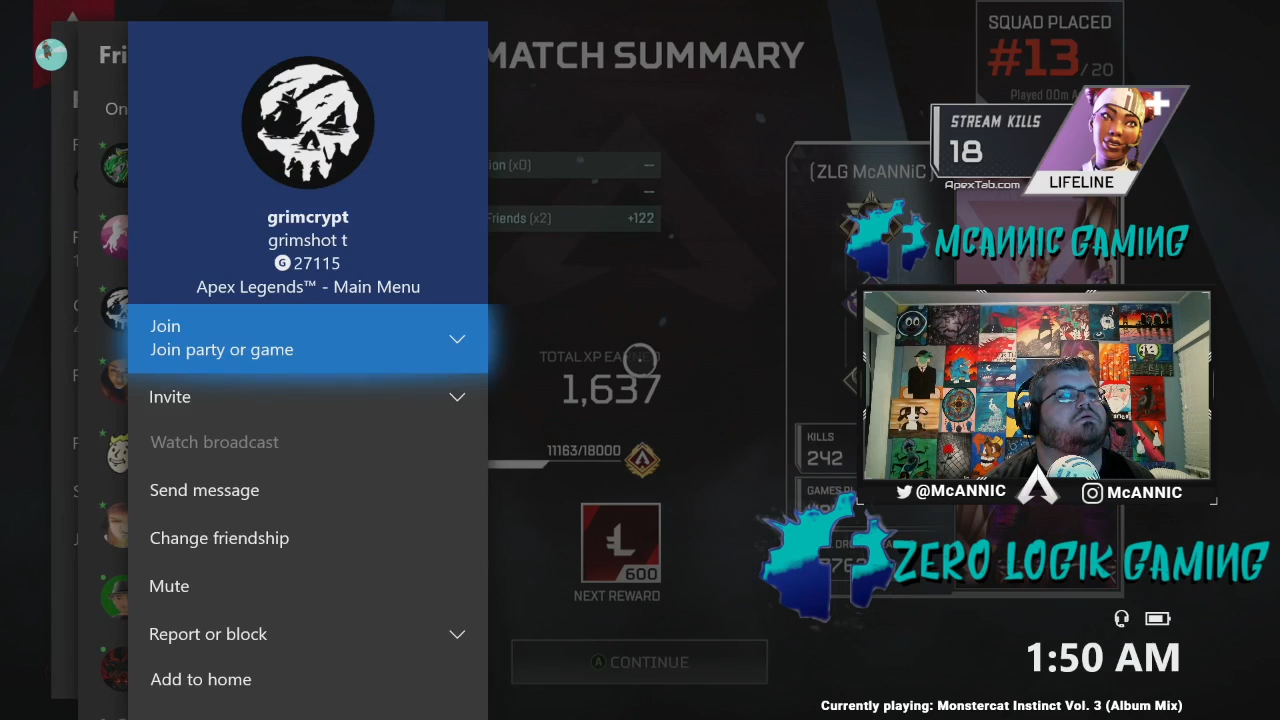 Fri
On
grimcrypt
grimshot t
G 27115
Apex Legends™ - Main Menu
Join
Join party or game
Invite
Watch broadcast
Send message
Change friendship
Mute
Report or block
Add to home
MATCH SUMMARY
(x0)
--
--
Friends (x2) +122
TOTAL XP EARNED
1,637
11163/18000
600
NEXT REWARD
A CONTINUE
SQUAD PLACED
#13/20
Played 00m
STREAM KILLS
18
ApexTab.com
LIFELINE
(ZLG McANNiC)
MCANNIC GAMING
KILLS
242
GAMES
@McANNIC
McANNIC
ZERO LOGIK GAMING
1:50 AM
Currently playing: Monstercat Instinct Vol. 3 (Album Mix)